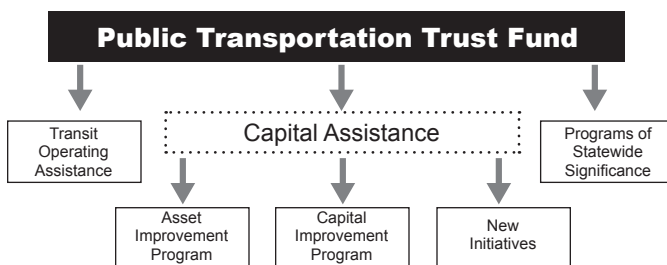 Public Transportation Trust Fund
Transit
Operating
Assistance
Capital Assistance
Programs of
Statewide
Significance
Asset
Improvement
Program
Capital
Improvement
Program
New
Initiatives